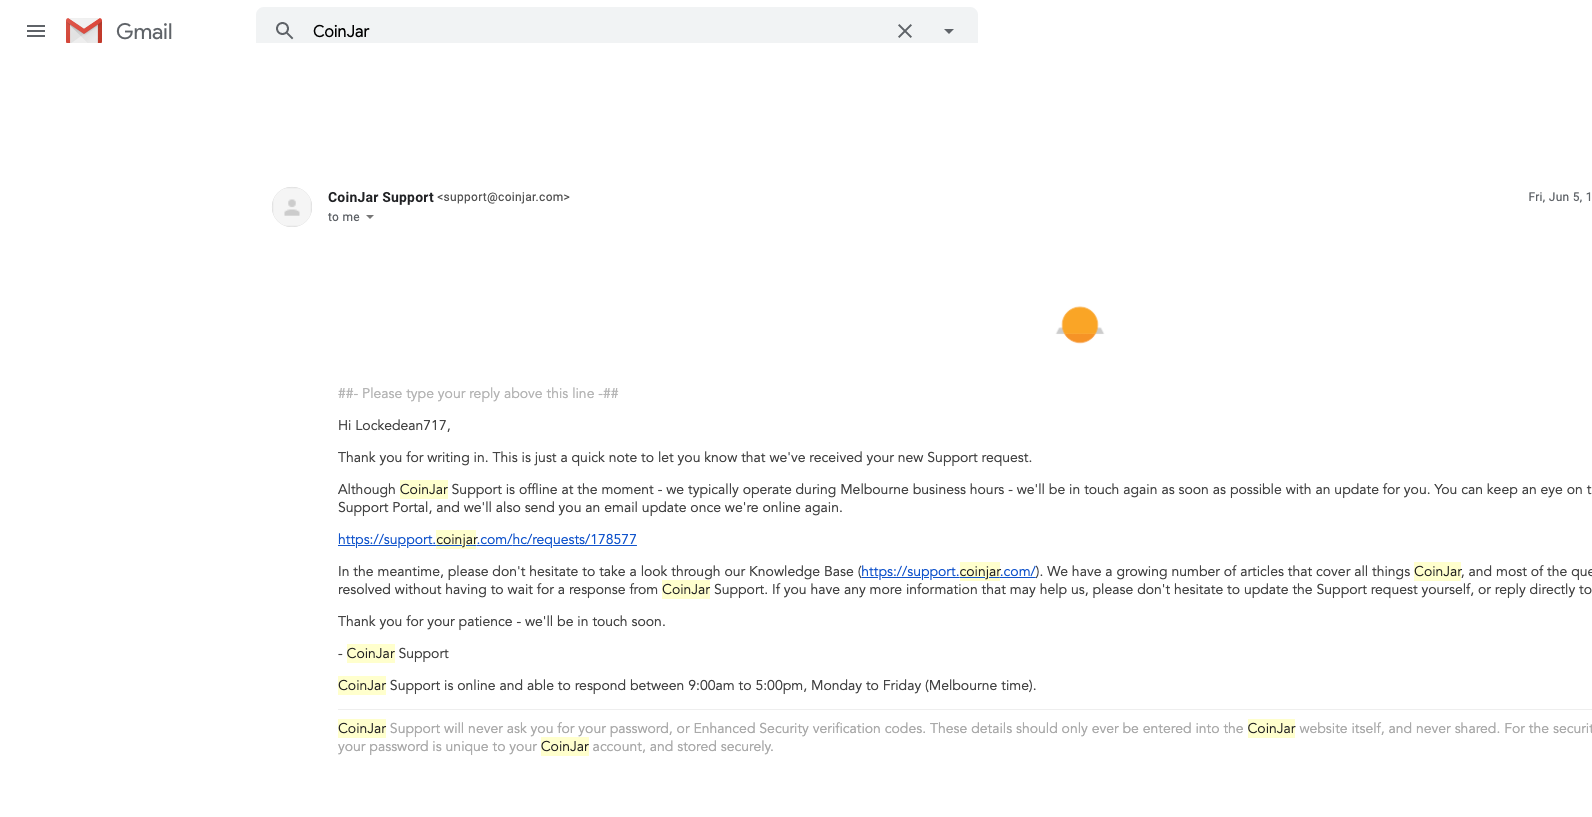 Gmail
CoinJar
CoinJar Support <support@coinjar.com>
Fri, Jun 5, 1
to me
##- Please type your reply above this line -##
Hi Lockedean717,
Thank you for writing in. This is just a quick note to let you know that we've received your new Support request.
Although CoinJar Support is offline at the moment - we typically operate during Melbourne business hours - we'll be in touch again as soon as possible with an update for you. You can keep an eye on t
Support Portal, and we'll also send you an email update once we're online again.
https://support.coinjar.com/hc/requests/178577
In the meantime, please don't hesitate to take a look through our Knowledge Base (https://support.coinjar.com/). We have a growing number of articles that cover all things CoinJar, and most of the que
resolved without having to wait for a response from CoinJar Support. If you have any more information that may help us, please don't hesitate to update the Support request yourself, or reply directly to
Thank you for your patience - we'll be in touch soon.
- CoinJar Support
CoinJar Support is online and able to respond between 9:00am to 5:00pm, Monday to Friday (Melbourne time).
CoinJar Support will never ask you for your password, or Enhanced Security verification codes. These details should only ever be entered into the CoinJar website itself, and never shared. For the securit
your password is unique to your CoinJar account, and stored securely.